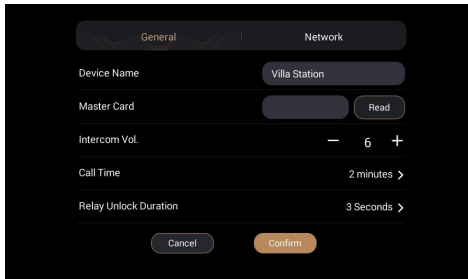 General
Network
Device Name
Villa Station
Master Card
Read
Intercom Vol.
6
Call Time
2 minutes
Relay Unlock Duration
3 Seconds
Cancel
Confirm